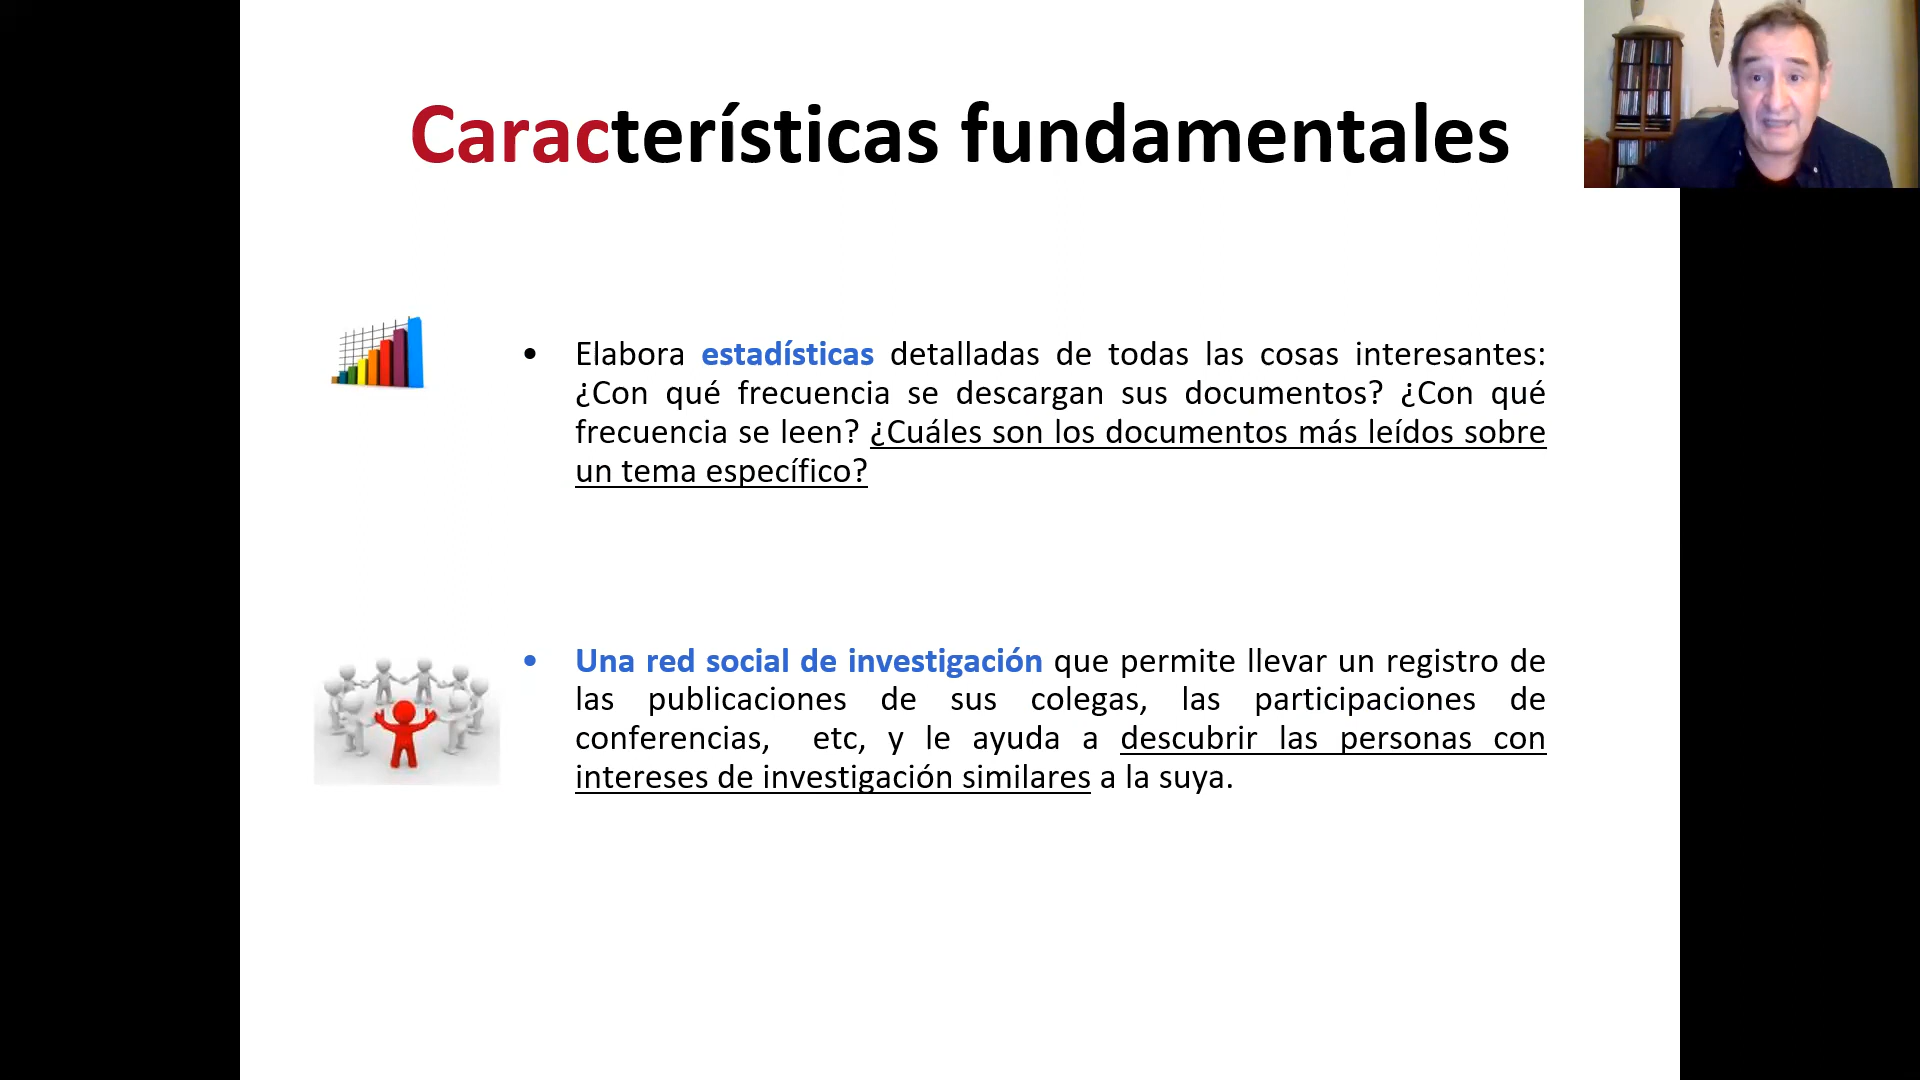 Características fundamentales
• Elabora estadísticas detalladas de todas las cosas interesantes:
¿Con qué frecuencia se descargan sus documentos? ¿Con qué
frecuencia se leen? ¿Cuáles son los documentos más leídos sobre
un tema específico?
• Una red social de investigación que permite llevar un registro de
las publicaciones de sus colegas, las participaciones de
conferencias, etc, y le ayuda a descubrir las personas con
intereses de investigación similares a la suya.